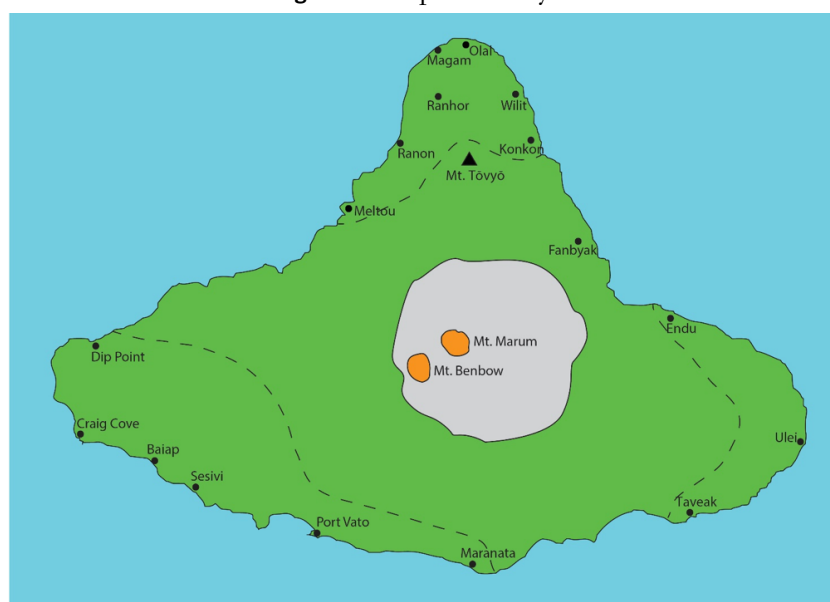 Olal
Magam
Ranhor
Wilit
Ranon
Konkon
Mt. Tōvyō
Meltou
Fanbyak
Endu
Mt. Marum
Dip Point
Mt. Benbow
Craig Cove
Ulei
Baiap
Sesivi
Taveak
Port Vato
Maranata